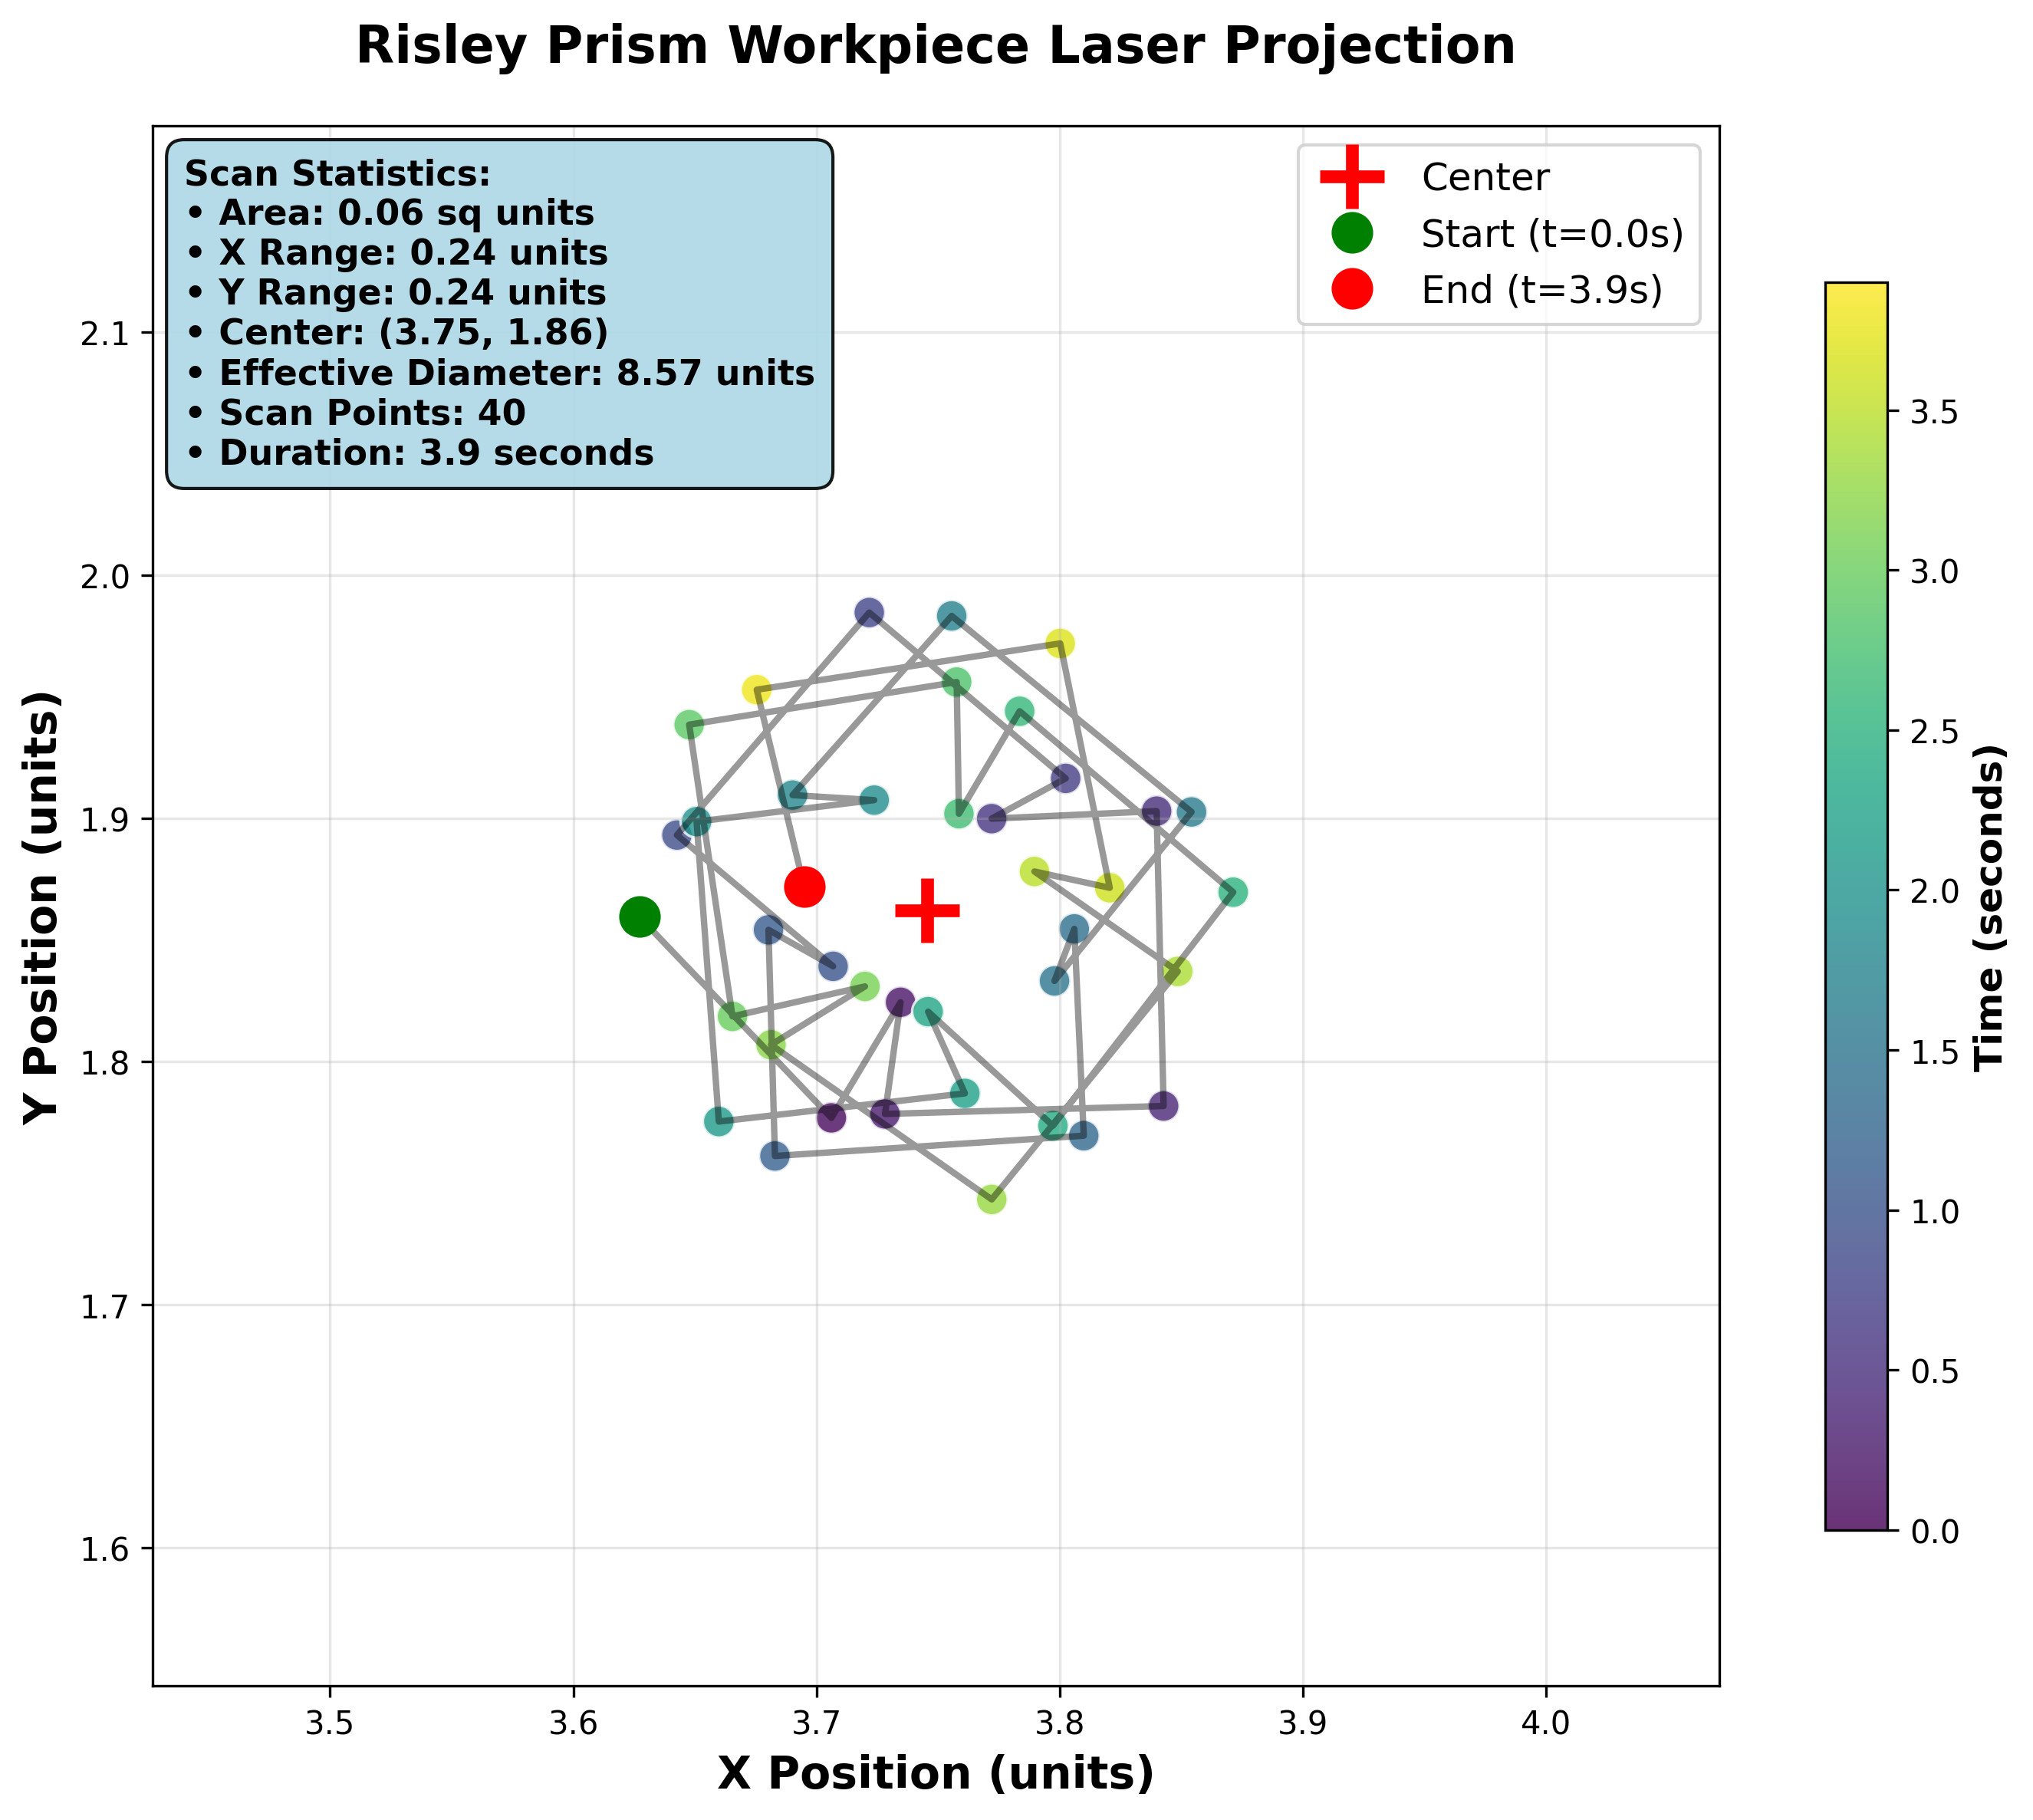 Risley Prism Workpiece Laser Projection
Scan Statistics:
• Area: 0.06 sq units
• X Range: 0.24 units
• Y Range: 0.24 units
• Center: (3.75, 1.86)
• Effective Diameter: 8.57 units
• Scan Points: 40
• Duration: 3.9 seconds
Center
Start (t=0.0s)
End (t=3.9s)
Y Position (units)
2.1
2.0
1.9
1.8
1.7
1.6
3.5
3.6
3.7
3.8
3.9
4.0
X Position (units)
3.5
3.0
2.5
2.0
1.5
1.0
0.5
0.0
Time (seconds)